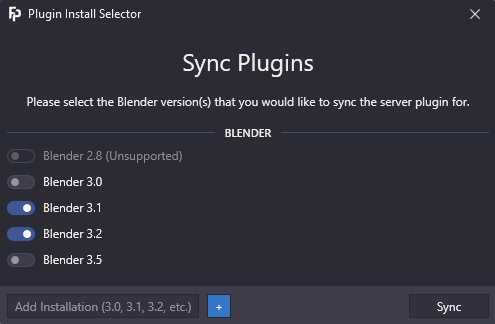 FP Plugin Install Selector
Sync Plugins
Please select the Blender version(s) that you would like to sync the server plugin for.
BLENDER
Blender 2.8 (Unsupported)
Blender 3.0
Blender 3.1
Blender 3.2
Blender 3.5
Add Installation (3.0, 3.1, 3.2, etc.) + Sync